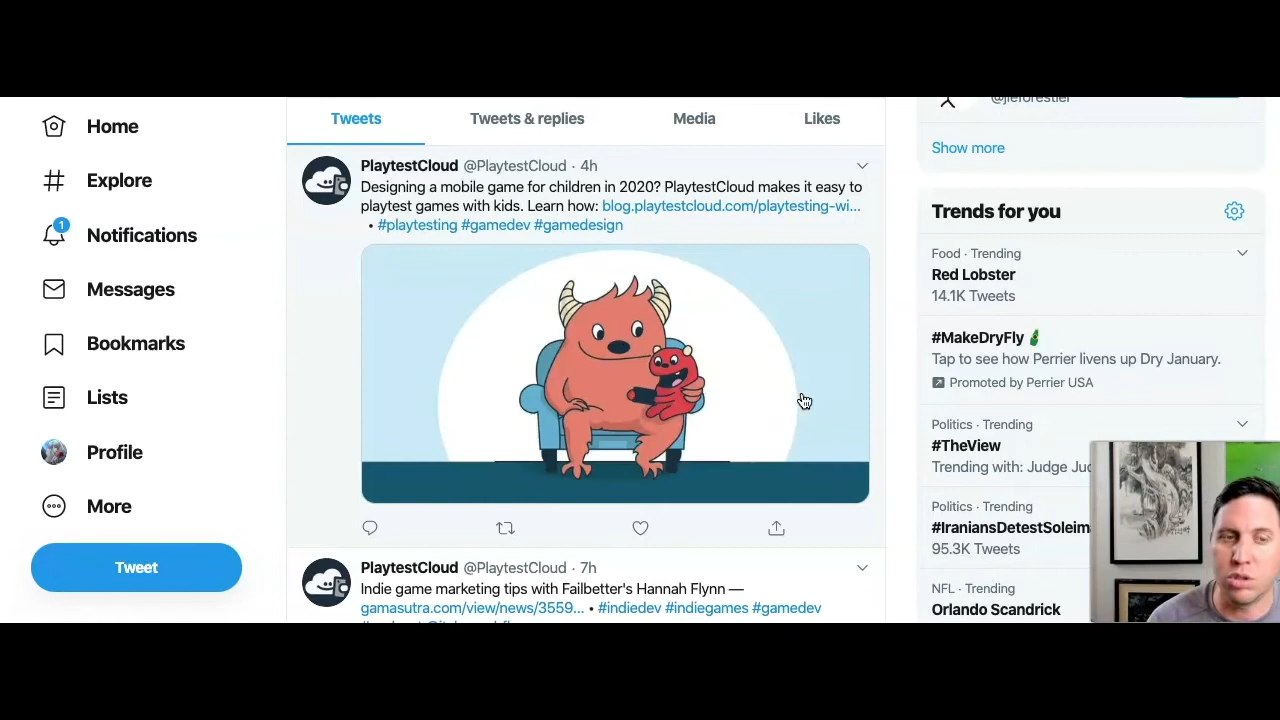 Home
Explore
1
Notifications
Messages
Bookmarks
Lists
Profile
More
Tweet
Tweets
Tweets & replies
Media
Likes
PlaytestCloud @PlaytestCloud · 4h
Designing a mobile game for children in 2020? PlaytestCloud makes it easy to
playtest games with kids. Learn how: blog.playtestcloud.com/playtesting-wi...
• #playtesting #gamedev #gamedesign
PlaytestCloud @PlaytestCloud · 7h
Indie game marketing tips with Failbetter's Hannah Flynn —
gamasutra.com/view/news/3559... • #indiedev #indiegames #gamedev
@jleforestier
Show more
Trends for you
Food · Trending
Red Lobster
14.1K Tweets
#MakeDryFly
Tap to see how Perrier livens up Dry January.
Promoted by Perrier USA
Politics · Trending
#TheView
Trending with: Judge Juc
Politics · Trending
#IraniansDetestSoleim
95.3K Tweets
NFL · Trending
Orlando Scandrick